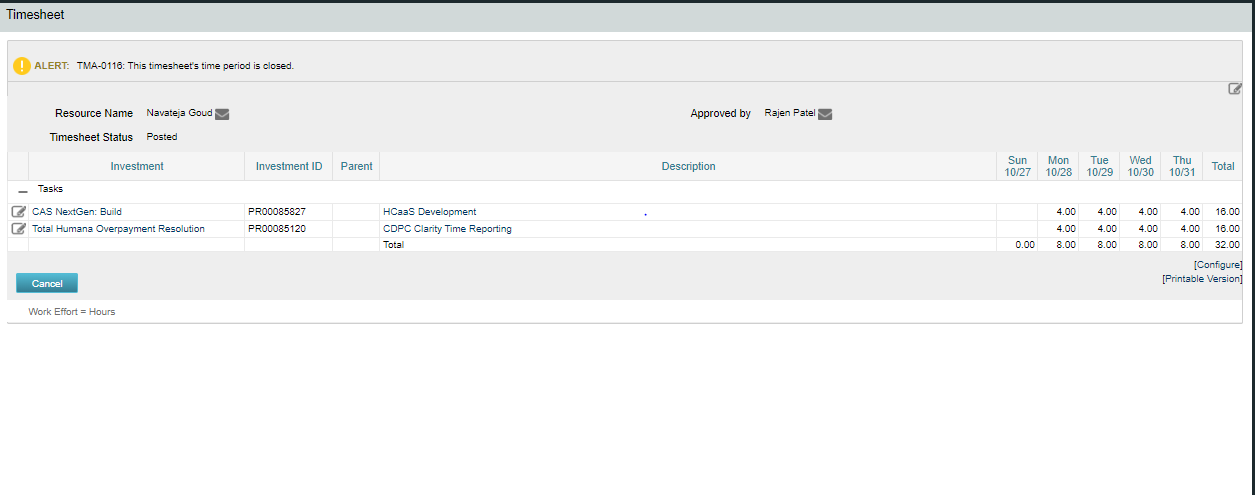 Timesheet
ALERT: TMA-0116: This timesheet's time period is closed.
Resource Name Navateja Goud Approved by Rajen Patel
Timesheet Status Posted
Investment Investment ID Parent Description Sun 10/27 Mon 10/28 Tue 10/29 Wed 10/30 Thu 10/31 Total
Tasks
CAS NextGen: Build PR00085827 HCaaS Development 4.00 4.00 4.00 4.00 16.00
Total Humana Overpayment Resolution PR00085120 CDPC Clarity Time Reporting 4.00 4.00 4.00 4.00 16.00
Total 0.00 8.00 8.00 8.00 8.00 32.00
[Configure]
[Printable Version]
Cancel
Work Effort = Hours